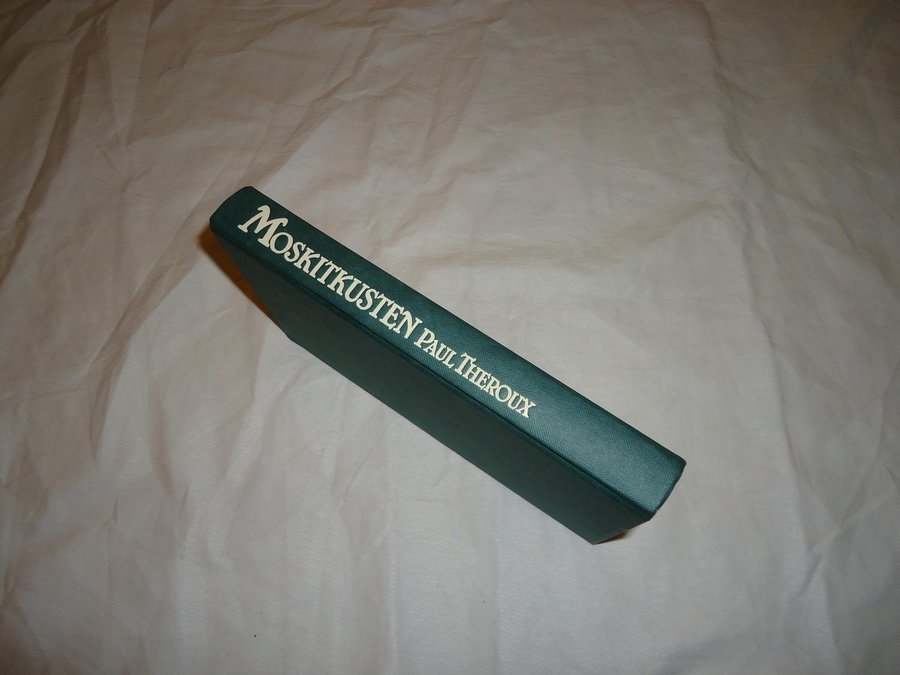 MOSKITKUSTEN PAUL THEROUX